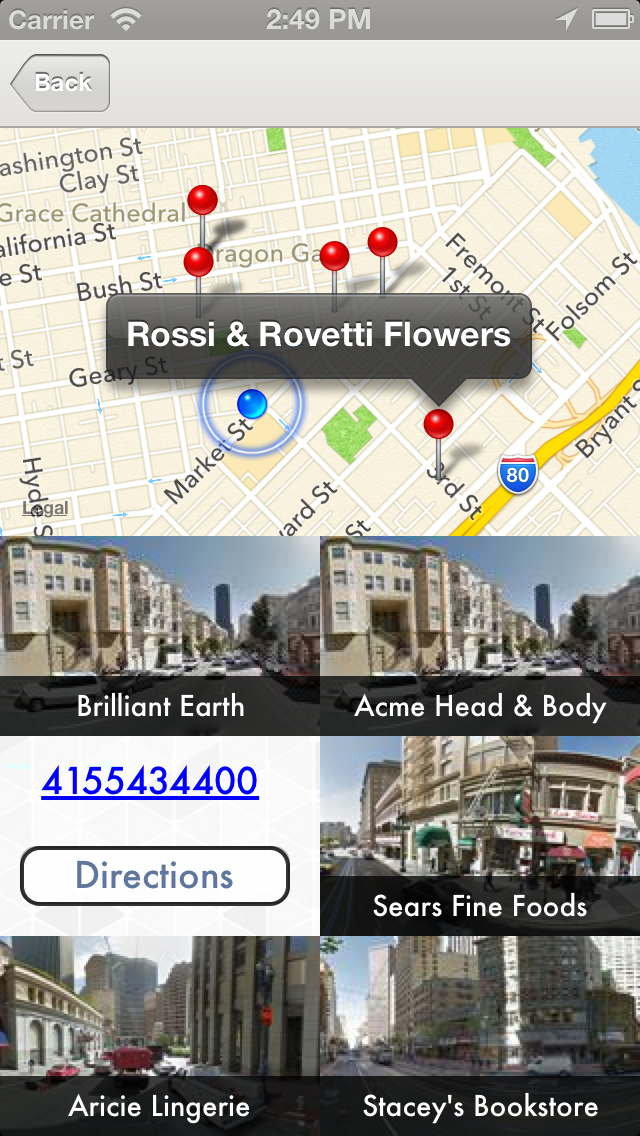 Carrier
2:49 PM
Back
ashington St
Clay St
Grace Cathedral
alifornia St
e St
Bush St
ragon Ga
Fremont St
1st St
Folsom St
Rossi & Rovetti Flowers
t St
Geary St
Market St
3rd St
80
Bryant S
Hyde S
Legal
ard St
St
Brilliant Earth
Acme Head & Body
4155434400
Directions
Sears Fine Foods
Aricie Lingerie
Stacey's Bookstore